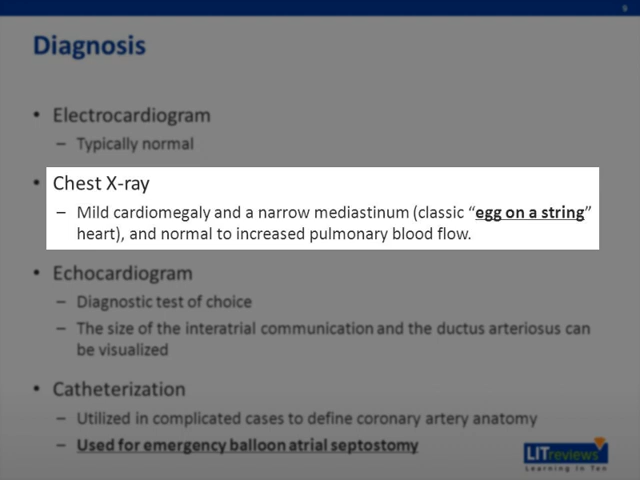 9
Diagnosis
• Electrocardiogram
– Typically normal
• Chest X-ray
– Mild cardiomegaly and a narrow mediastinum (classic “egg on a string”
heart), and normal to increased pulmonary blood flow.
• Echocardiogram
– Diagnostic test of choice
– The size of the interatrial communication and the ductus arteriosus can
be visualized
• Catheterization
– Utilized in complicated cases to define coronary artery anatomy
– Used for emergency balloon atrial septostomy
LITreviews
Learning In Ten